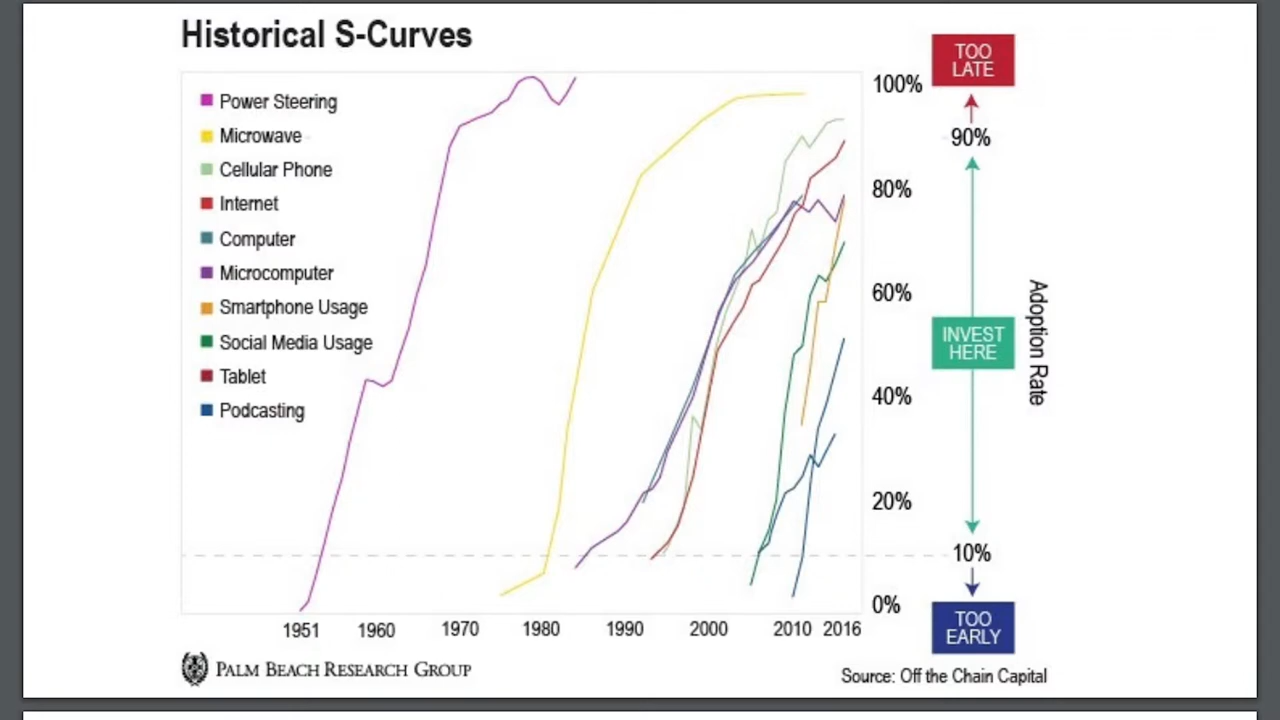 Historical S-Curves
Power Steering
Microwave
Cellular Phone
Internet
Computer
Microcomputer
Smartphone Usage
Social Media Usage
Tablet
Podcasting
100%
80%
60%
40%
20%
0%
1951 1960 1970 1980 1990 2000 2010 2016
TOO
LATE
90%
INVEST
HERE
10%
TOO
EARLY
Adoption Rate
PALM BEACH RESEARCH GROUP
Source: Off the Chain Capital